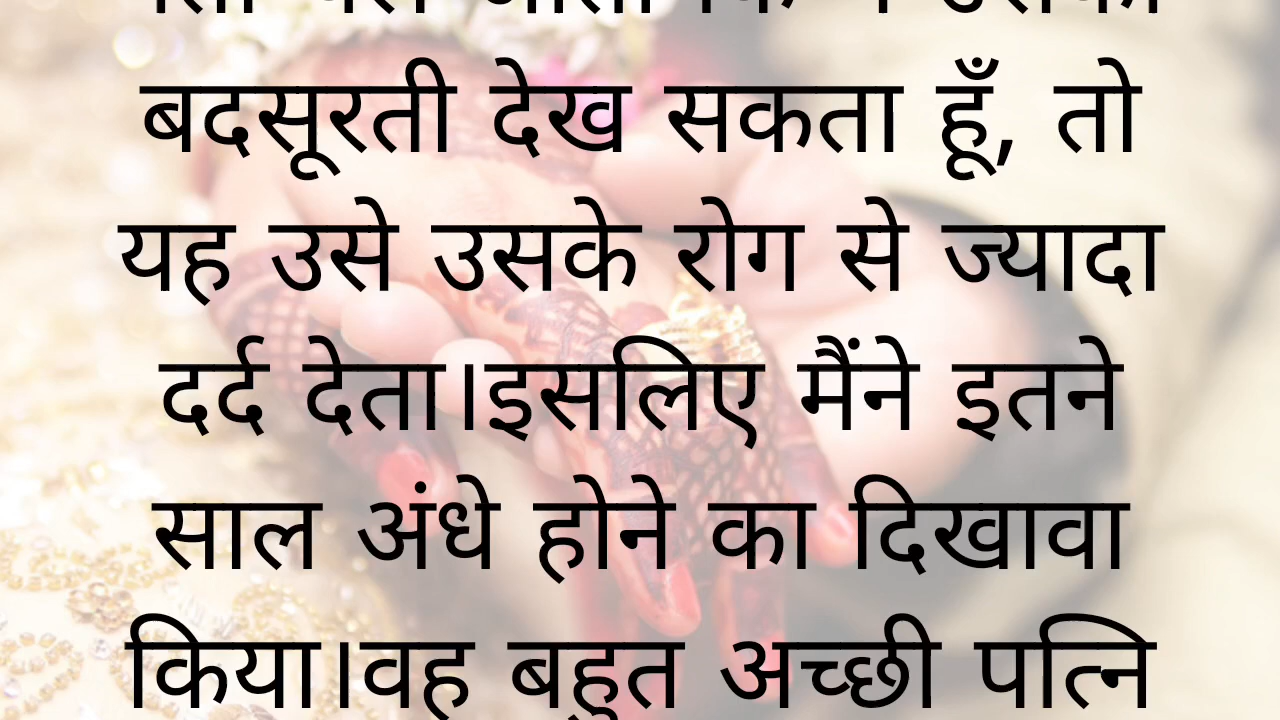 बदसूरती देख सकता हूँ, तो
यह उसे उसके रोग से ज्यादा
दर्द देता।इसलिए मैंने इतने
साल अंधे होने का दिखावा
किया।वह बहुत अच्छी पत्नि